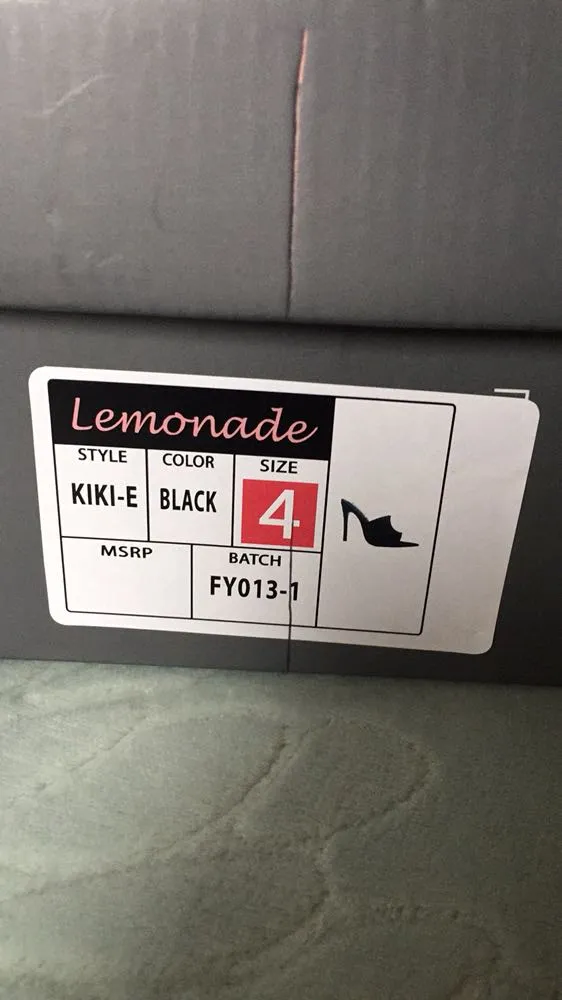 Lemonade
STYLE COLOR SIZE
KIKI-E BLACK 4
MSRP BATCH
FY013-1